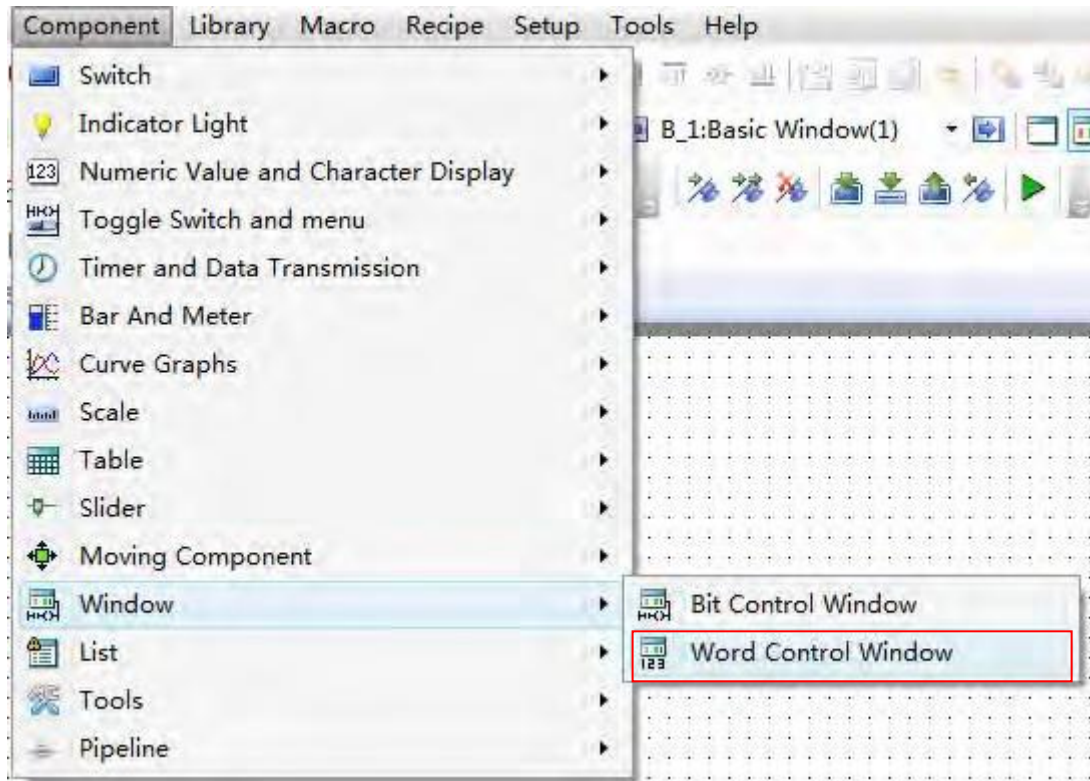 Component Library Macro Recipe Setup Tools Help
Switch
Indicator Light
B_1:Basic Window(1)
123 Numeric Value and Character Display
Toggle Switch and menu
Timer and Data Transmission
Bar And Meter
Curve Graphs
Scale
Table
Slider
Moving Component
Window
Bit Control Window
List
123 Word Control Window
Tools
Pipeline